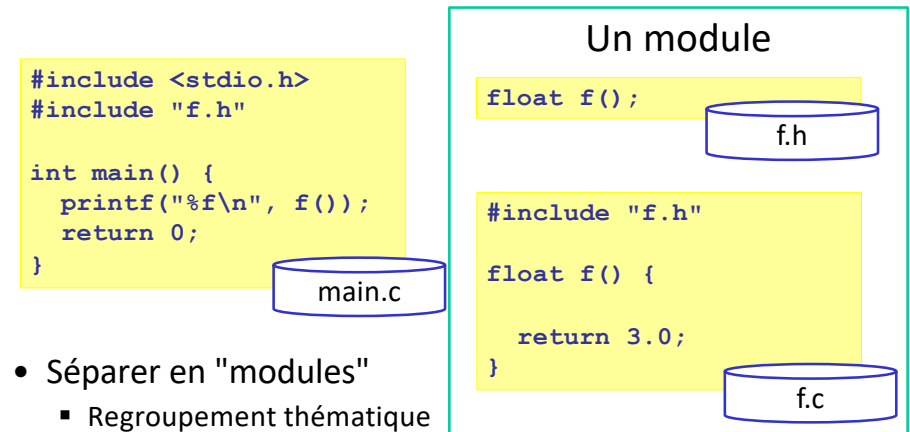 #include <stdio.h>
#include "f.h"
int main() {
printf("%f\n", f());
return 0;
}
main.c
• Séparer en "modules"
▪ Regroupement thématique
Un module
float f();
f.h
#include "f.h"
float f() {
return 3.0;
}
f.c